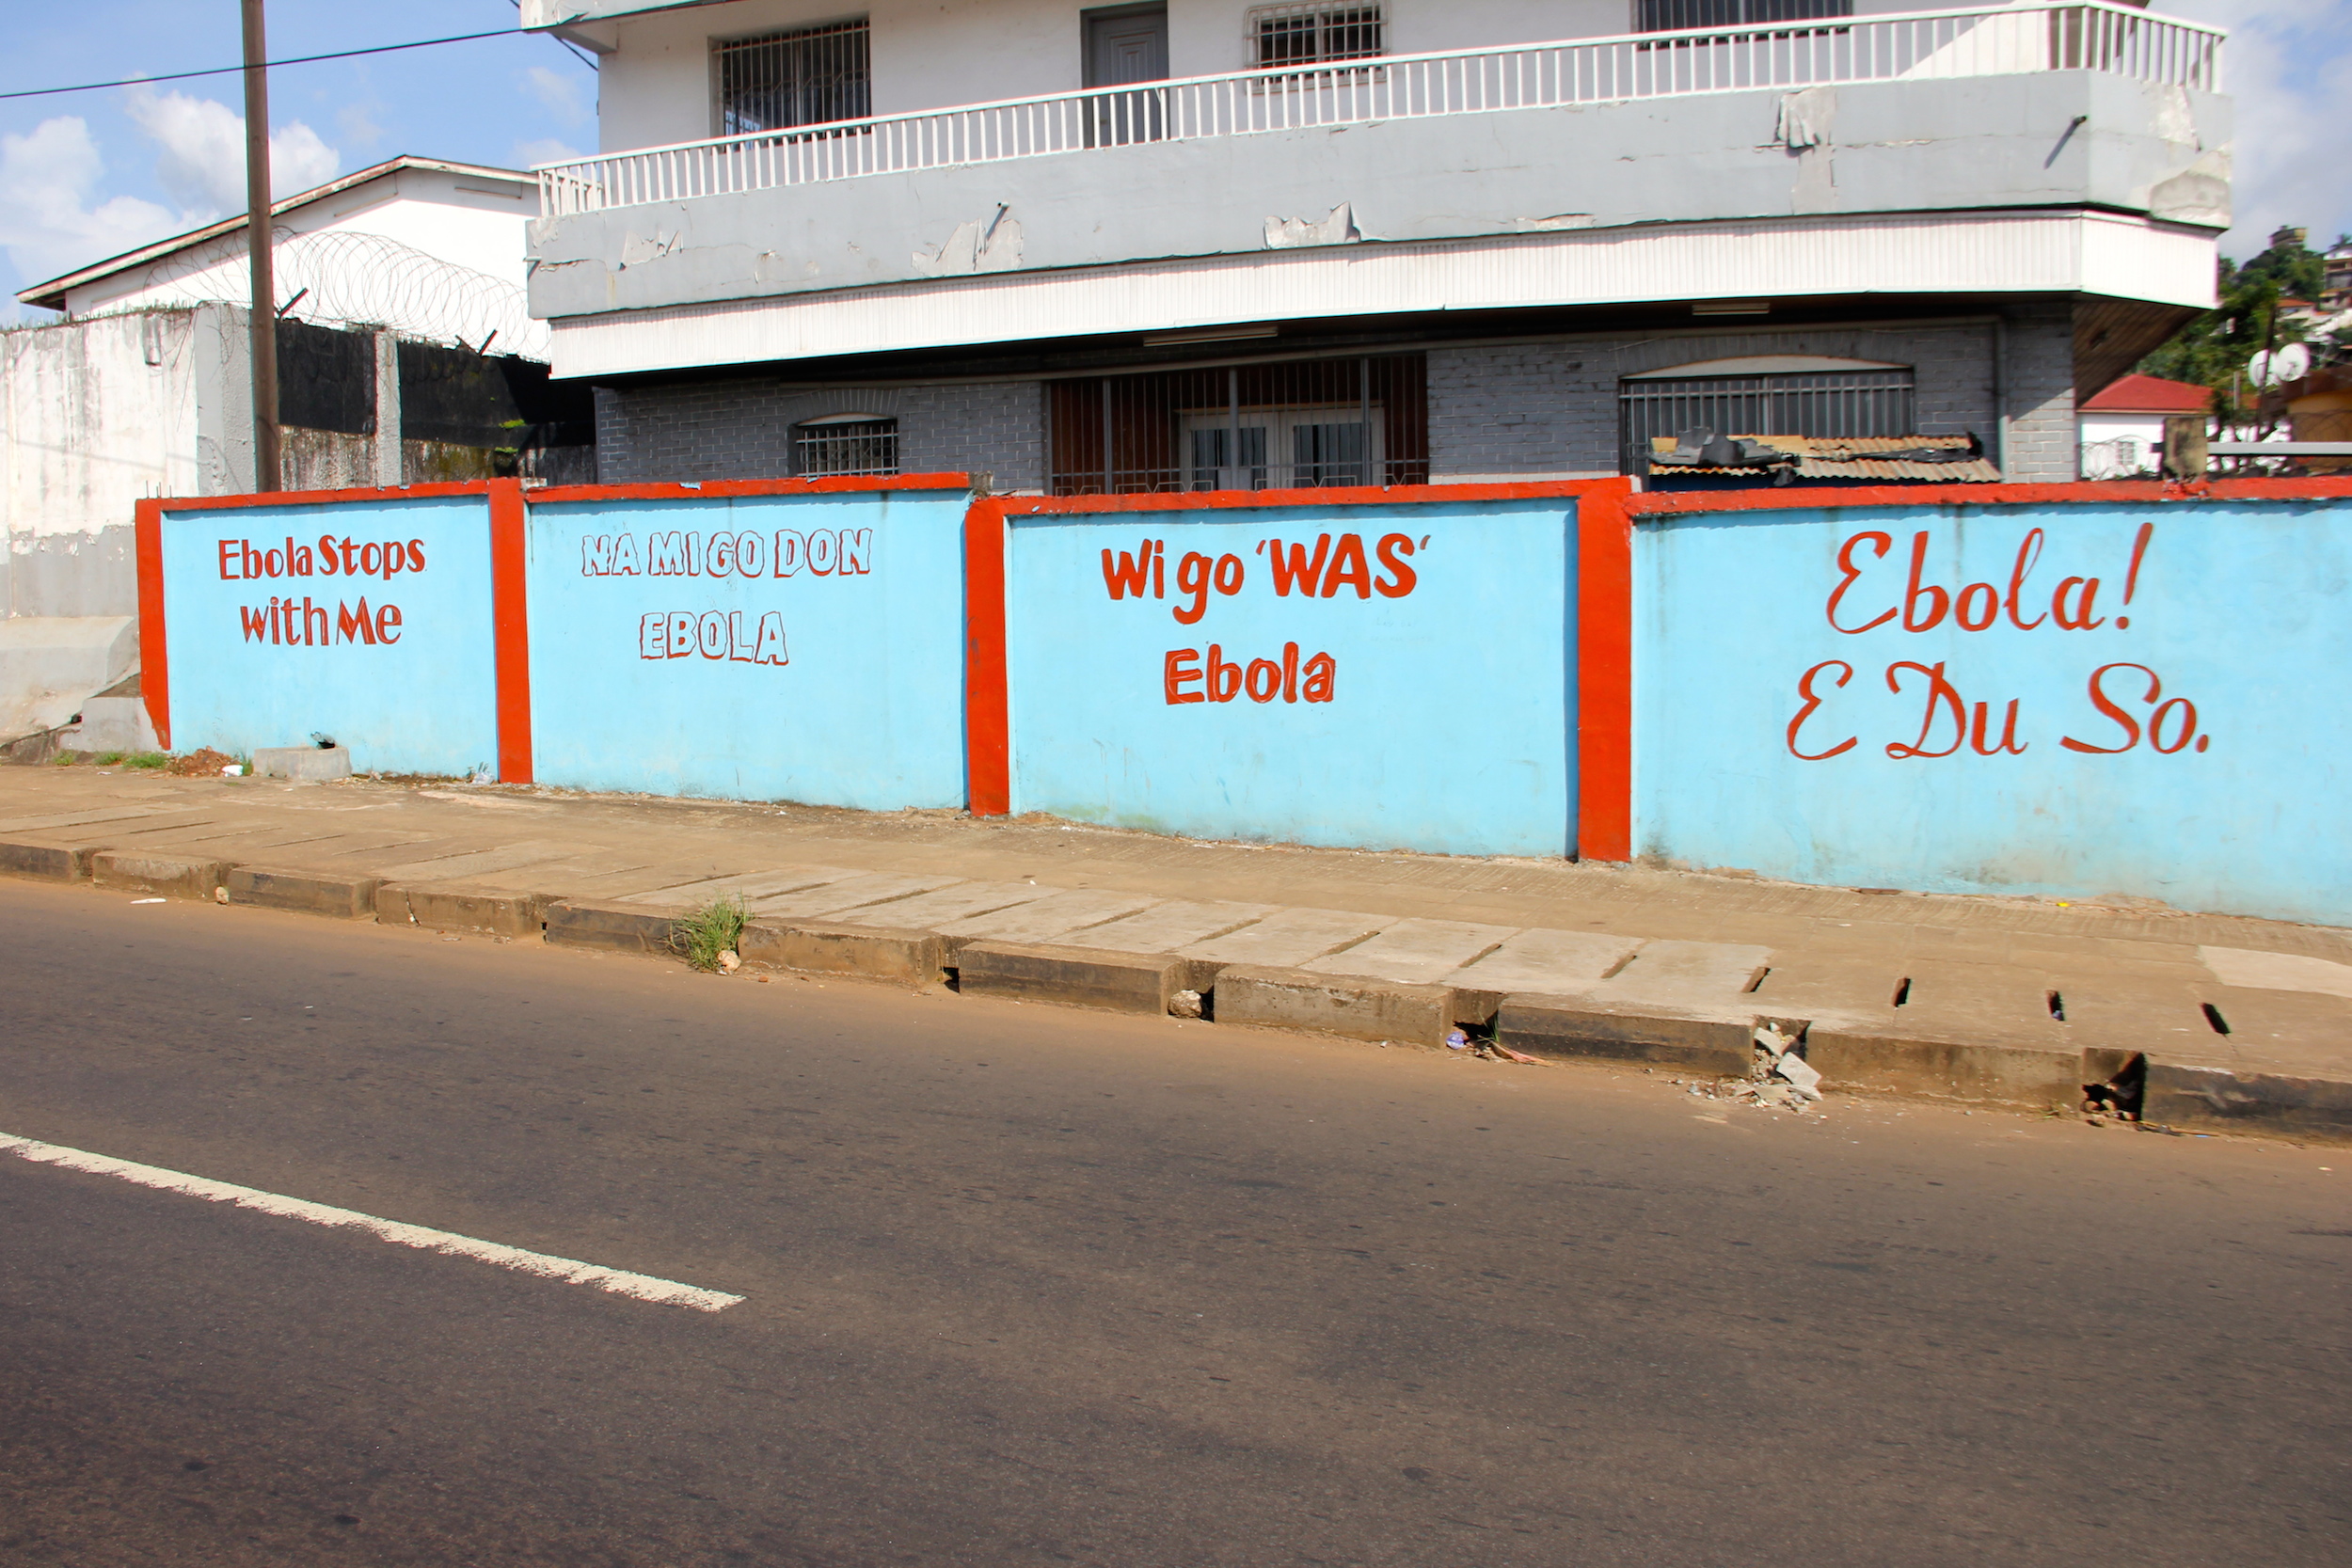 Ebola Stops
with Me
NA MI GO DON
EBOLA
Wi go 'WAS'
Ebola
Ebola!
E Du So.